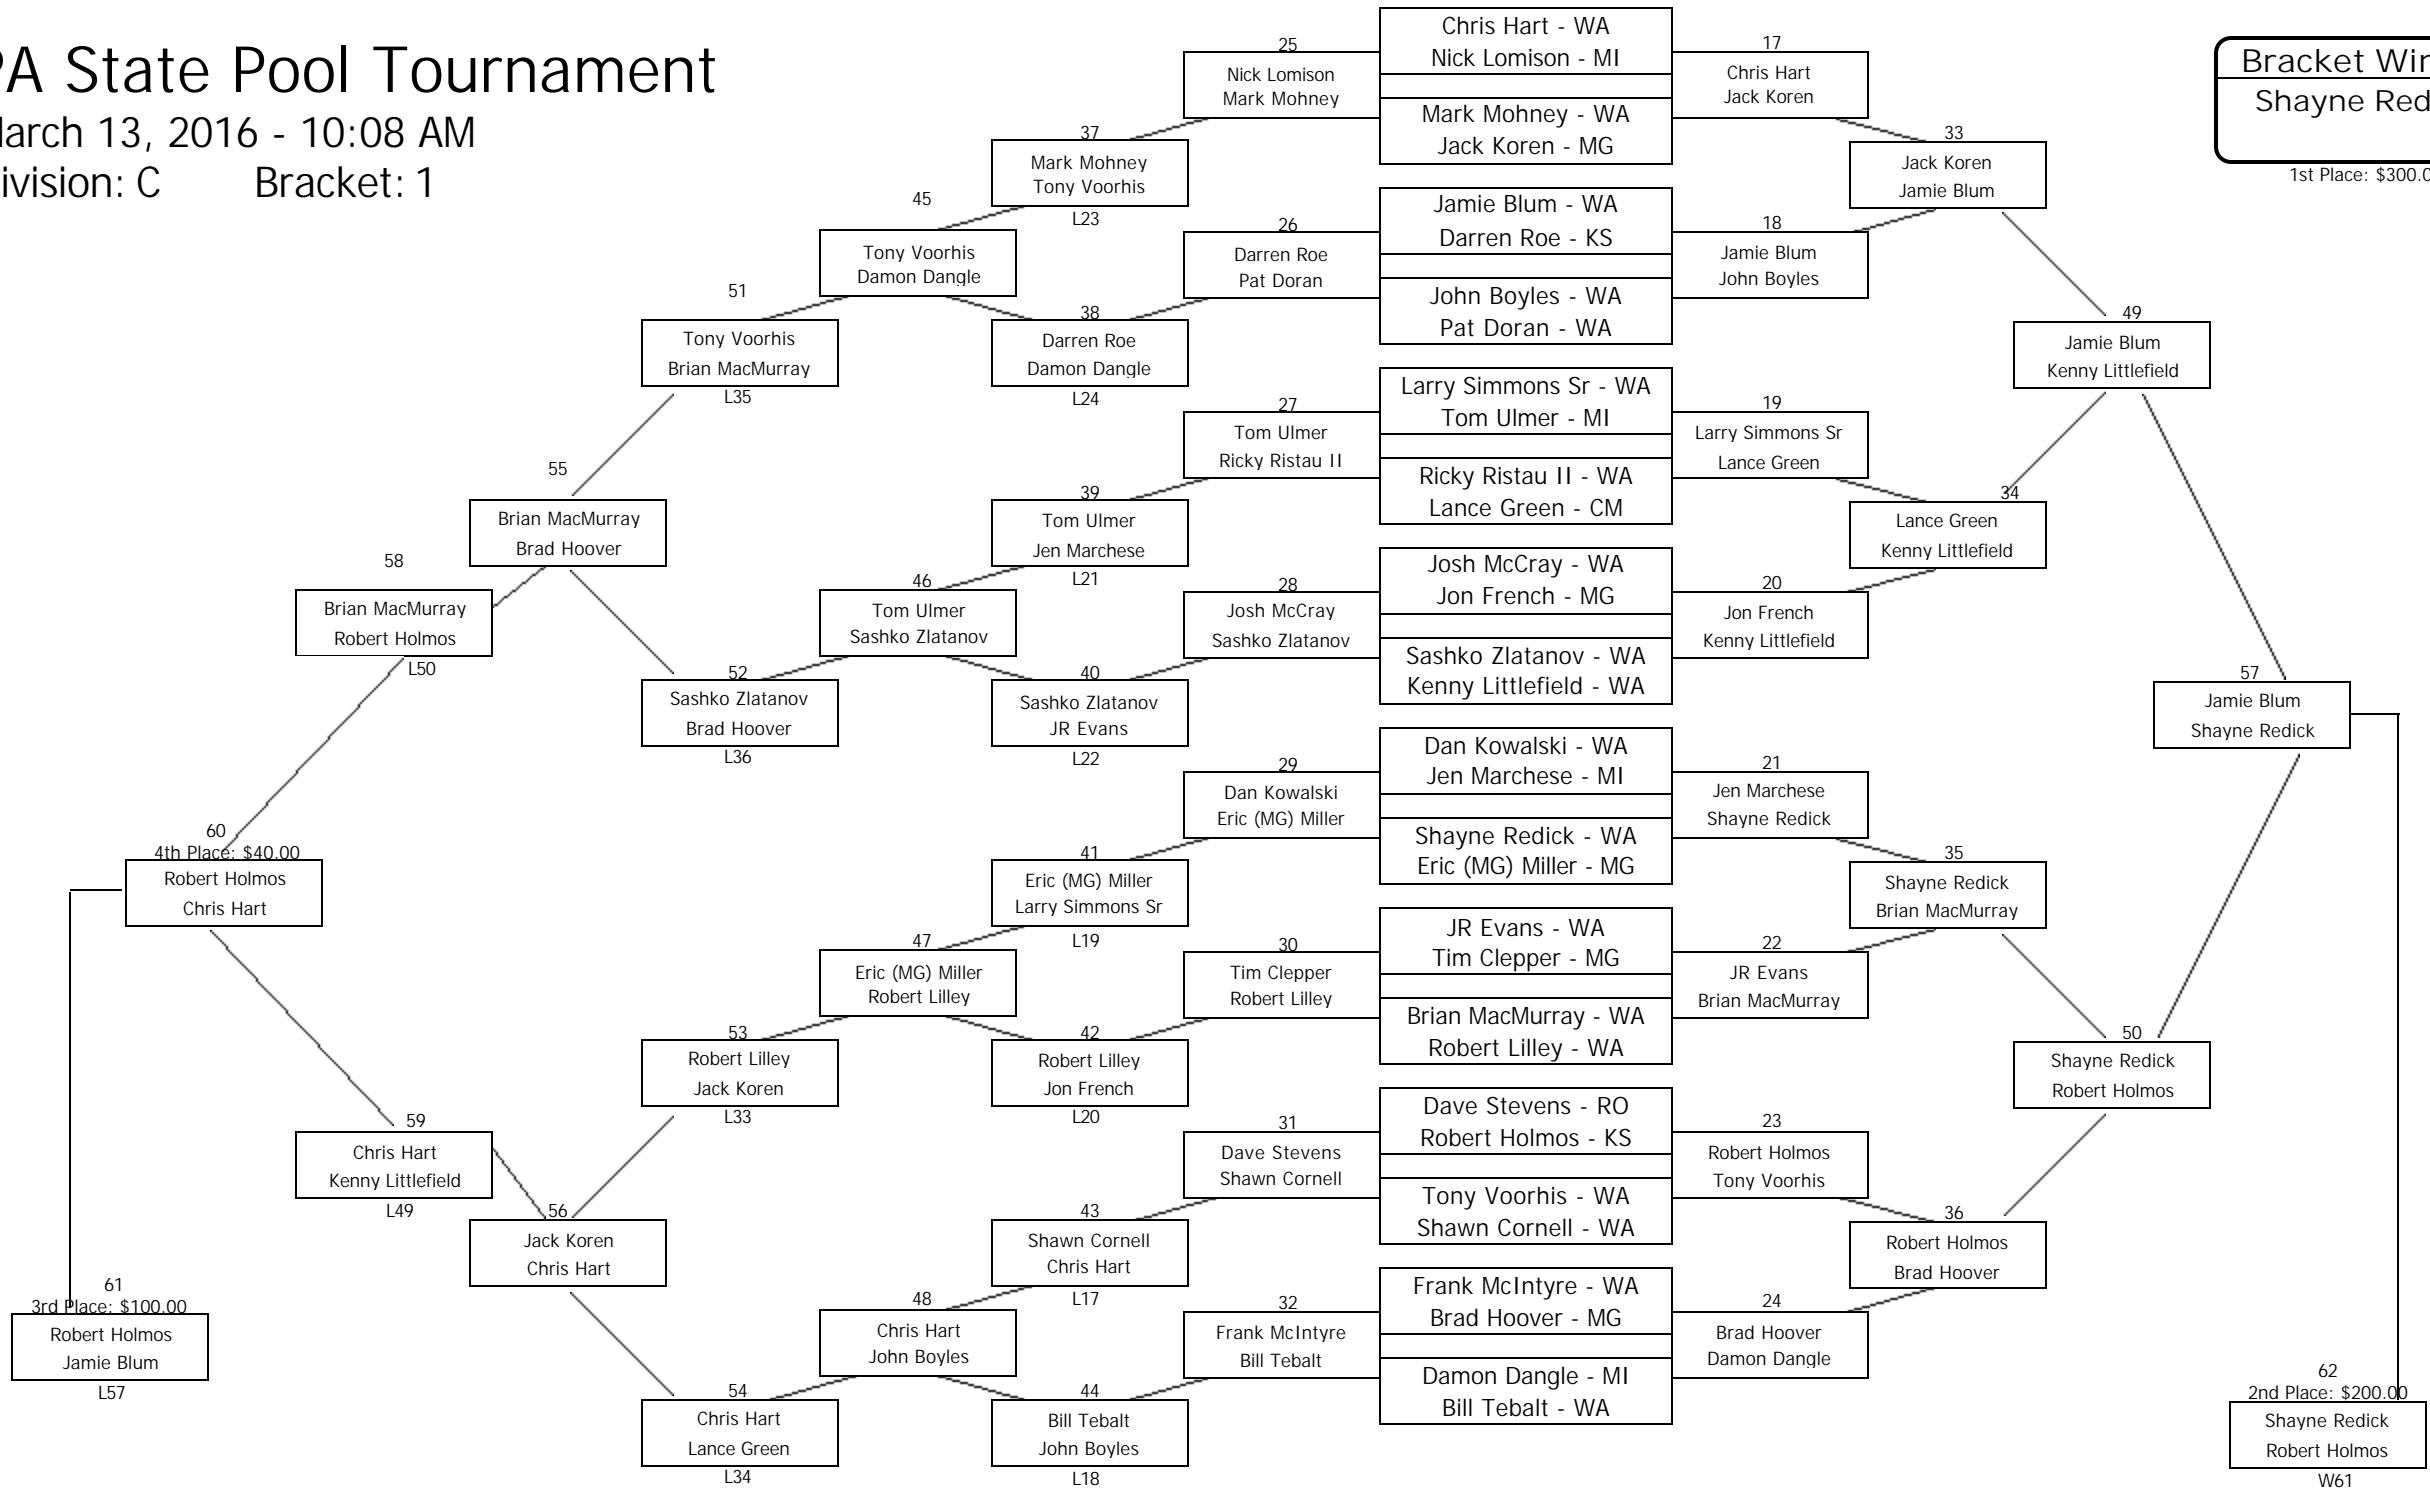 PA State Pool Tournament
March 13, 2016 - 10:08 AM
Division: C Bracket: 1
Bracket Win
Shayne Red
1st Place: $300.0
Chris Hart - WA
Nick Lomison - MI
Mark Mohney - WA
Jack Koren - MG
Jamie Blum - WA
Darren Roe - KS
John Boyles - WA
Pat Doran - WA
Larry Simmons Sr - WA
Tom Ulmer - MI
Ricky Ristau II - WA
Lance Green - CM
Josh McCray - WA
Jon French - MG
Sashko Zlatanov - WA
Kenny Littlefield - WA
Dan Kowalski - WA
Jen Marchese - MI
Shayne Redick - WA
Eric (MG) Miller - MG
JR Evans - WA
Tim Clepper - MG
Brian MacMurray - WA
Robert Lilley - WA
Dave Stevens - RO
Robert Holmos - KS
Tony Voorhis - WA
Shawn Cornell - WA
Frank McIntyre - WA
Brad Hoover - MG
Damon Dangle - MI
Bill Tebalt - WA
17
Chris Hart
Jack Koren
18
Jamie Blum
John Boyles
19
Larry Simmons Sr
Lance Green
20
Jon French
Kenny Littlefield
21
Jen Marchese
Shayne Redick
22
JR Evans
Brian MacMurray
23
Robert Holmos
Tony Voorhis
24
Brad Hoover
Damon Dangle
25
Nick Lomison
Mark Mohney
26
Darren Roe
Pat Doran
27
Tom Ulmer
Ricky Ristau II
28
Josh McCray
Sashko Zlatanov
29
Dan Kowalski
Eric (MG) Miller
30
Tim Clepper
Robert Lilley
31
Dave Stevens
Shawn Cornell
32
Frank McIntyre
Bill Tebalt
33
Jack Koren
Jamie Blum
34
Lance Green
Kenny Littlefield
35
Shayne Redick
Brian MacMurray
36
Robert Holmos
Brad Hoover
37
Mark Mohney
Tony Voorhis
L23
38
Darren Roe
Damon Dangle
L24
39
Tom Ulmer
Jen Marchese
L21
40
Sashko Zlatanov
JR Evans
L22
41
Eric (MG) Miller
Larry Simmons Sr
L19
42
Robert Lilley
Jon French
L20
43
Shawn Cornell
Chris Hart
L17
44
Bill Tebalt
John Boyles
L18
45
Tony Voorhis
Damon Dangle
46
Tom Ulmer
Sashko Zlatanov
47
Eric (MG) Miller
Robert Lilley
48
Chris Hart
John Boyles
49
Jamie Blum
Kenny Littlefield
50
Shayne Redick
Robert Holmos
51
Tony Voorhis
Brian MacMurray
L35
52
Sashko Zlatanov
Brad Hoover
L36
53
Robert Lilley
Jack Koren
L33
54
Chris Hart
Lance Green
L34
55
Brian MacMurray
Brad Hoover
56
Jack Koren
Chris Hart
57
Jamie Blum
Shayne Redick
58
Brian MacMurray
Robert Holmos
L50
59
Chris Hart
Kenny Littlefield
L49
60
4th Place: $40.00
Robert Holmos
Chris Hart
61
3rd Place: $100.00
Robert Holmos
Jamie Blum
L57
62
2nd Place: $200.00
Shayne Redick
Robert Holmos
W61